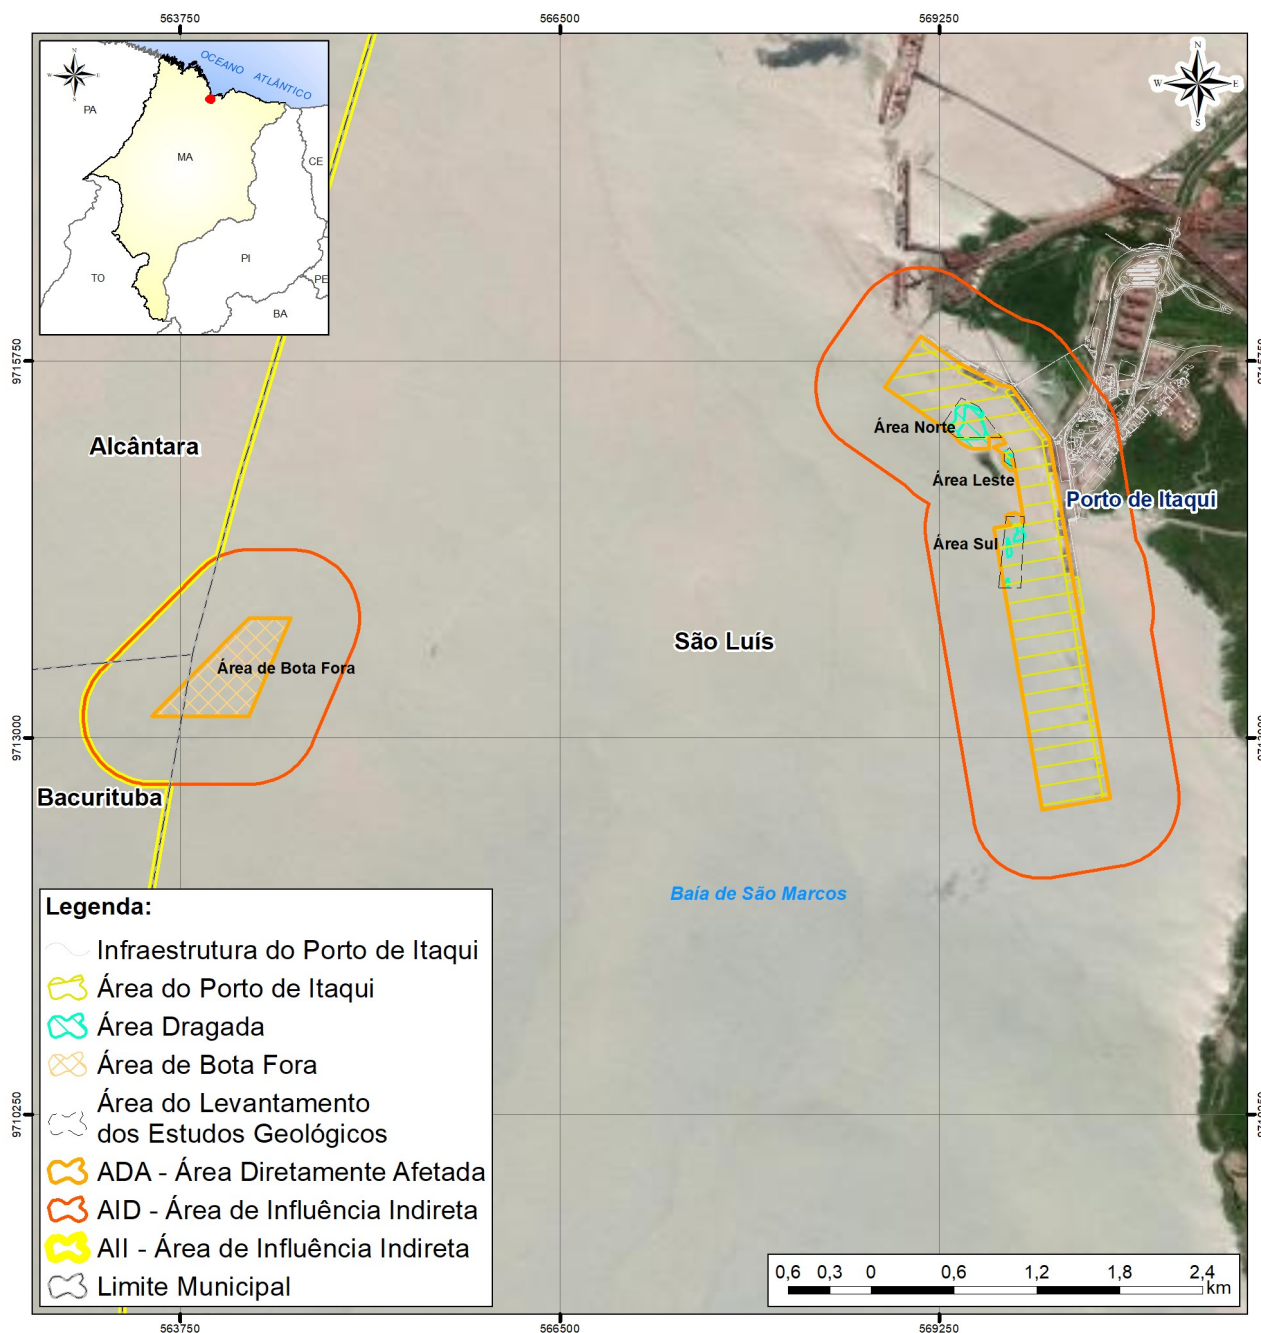 563750
566500
569250
N
W
E
S
OCEANO ATLÂNTICO
PA
MA
CE
TO
PI
PE
BA
N
W
E
S
9715750
9715750
Alcântara
Área Norte
Área Leste
Porto de Itaqui
Área Sul
São Luís
Área de Bota Fora
9713000
9713000
Bacurituba
Baía de São Marcos
Legenda:
Infraestrutura do Porto de Itaqui
Área do Porto de Itaqui
Área Dragada
Área de Bota Fora
Área do Levantamento
dos Estudos Geológicos
ADA - Área Diretamente Afetada
AID - Área de Influência Indireta
AII - Área de Influência Indireta
Limite Municipal
9710250
9710250
0,6 0,3 0 0,6 1,2 1,8 2,4
km
563750
566500
569250